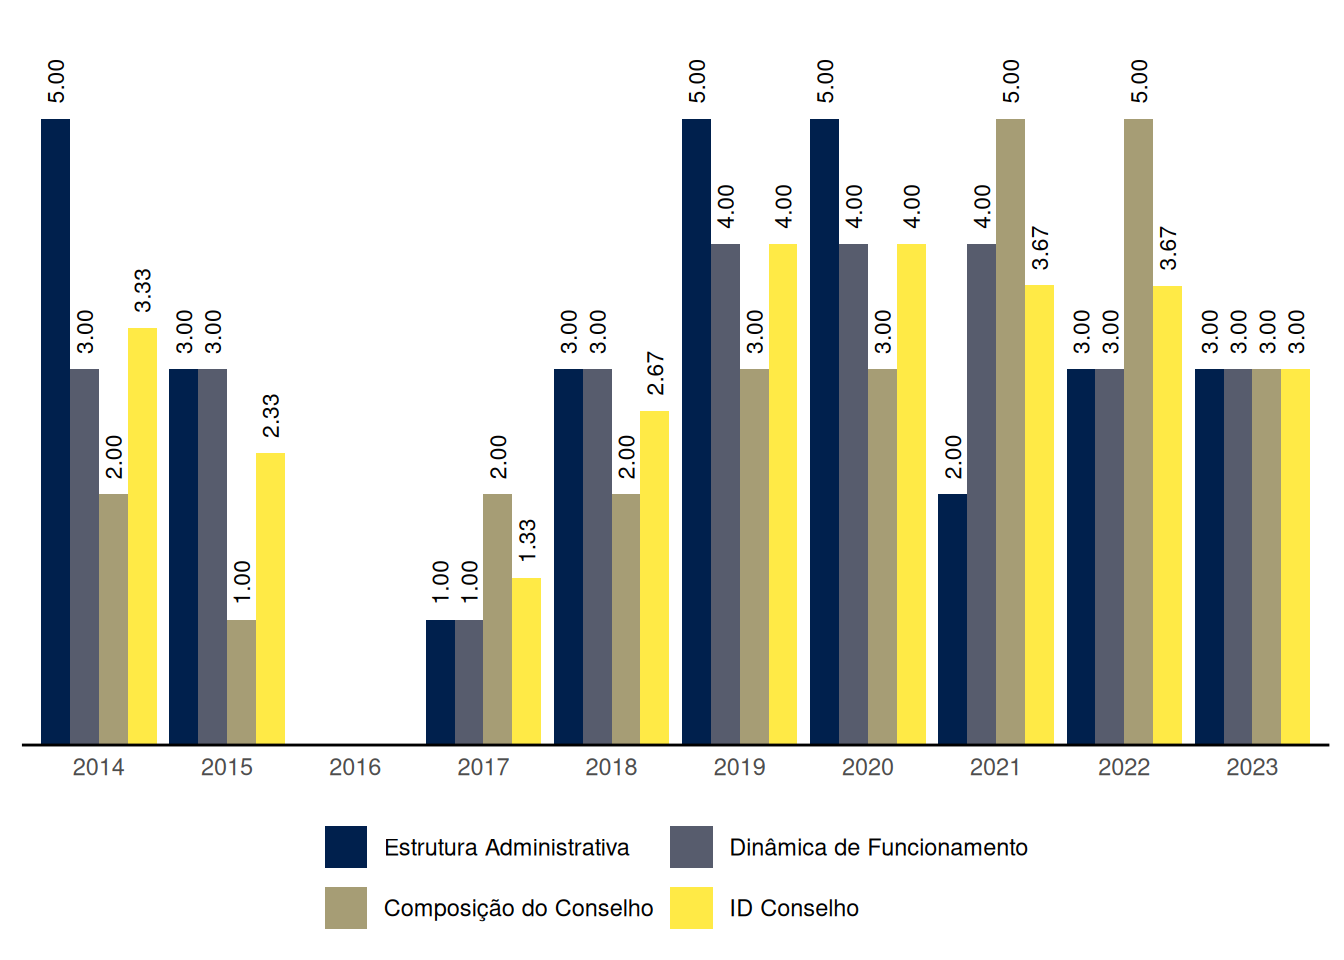 5.00 3.00 2.00 3.33 3.00 3.00 1.00 2.33 1.00 1.00 2.00 1.33 3.00 3.00 2.00 2.67 5.00 4.00 3.00 4.00 5.00 4.00 3.00 4.00 2.00 4.00 5.00 3.67 3.00 3.00 5.00 3.67 3.00 3.00 3.00 3.00
2014 2015 2016 2017 2018 2019 2020 2021 2022 2023
Estrutura Administrativa Dinâmica de Funcionamento
Composição do Conselho ID Conselho